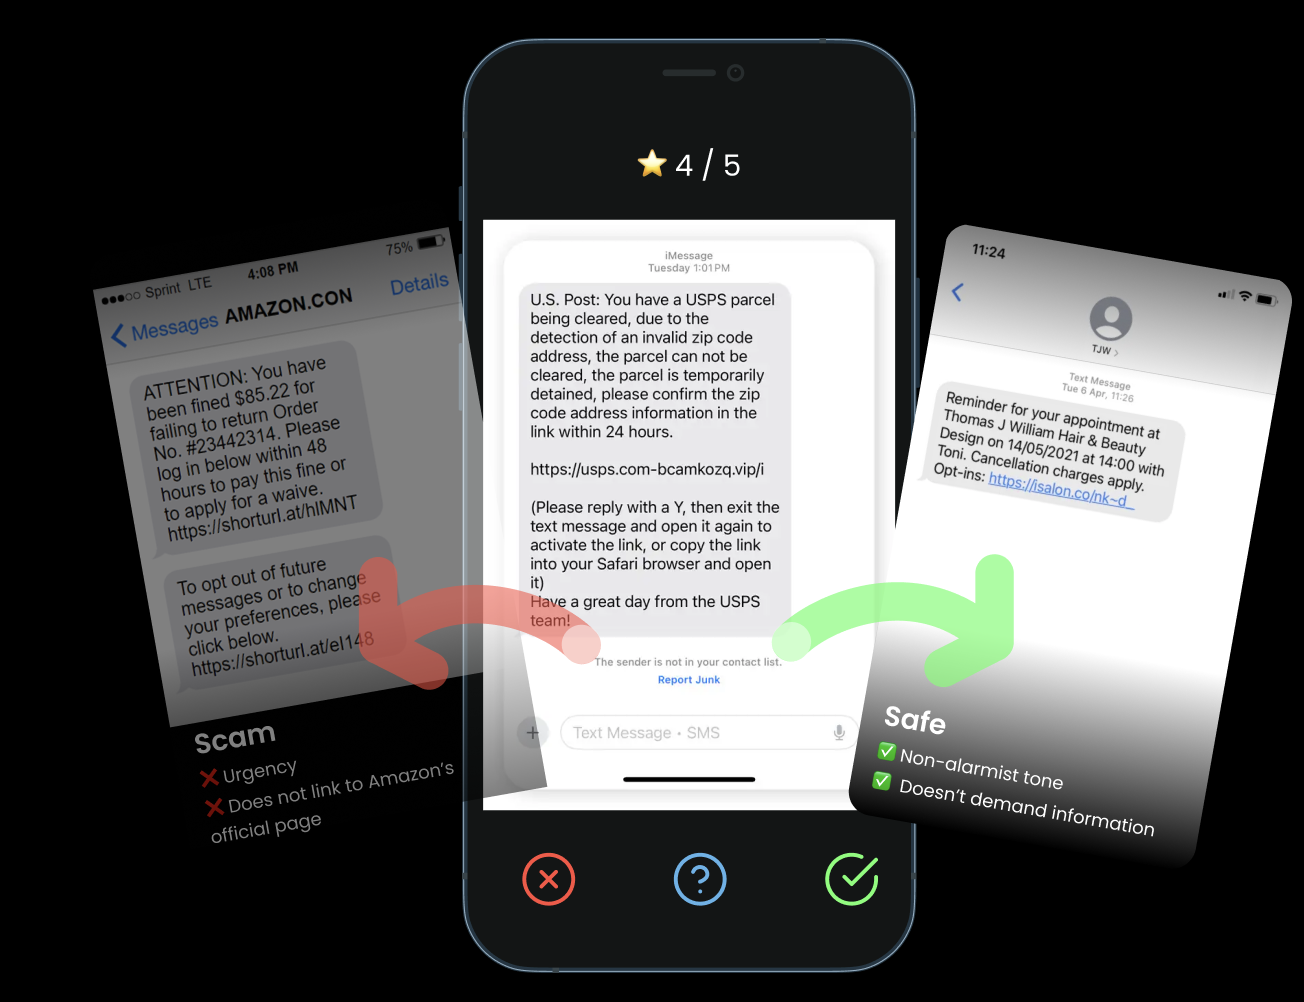 ⭐ 4 / 5
75%
●●●○○ Sprint LTE
4:08 PM
Messages
AMAZON.CON
Details
ATTENTION: You have
been fined $85.22 for
failing to return Order
No. #23442314. Please
log in below within 48
hours to pay this fine or
to apply for a waive.
https://shorturl.at/hIMNT
To opt out of future
messages or to change
your preferences, please
click below.
https://shorturl.at/el148
Scam
❌ Urgency
❌ Does not link to Amazon's
official page
iMessage
Tuesday 1:01 PM
U.S. Post: You have a USPS parcel
being cleared, due to the
detection of an invalid zip code
address, the parcel can not be
cleared, the parcel is temporarily
detained, please confirm the zip
code address information in the
link within 24 hours.
https://usps.com-bcamkozq.vip/i
(Please reply with a Y, then exit the
text message and open it again to
activate the link, or copy the link
into your Safari browser and open
it)
Have a great day from the USPS
team!
The sender is not in your contact list.
Report Junk
Text Message • SMS
11:24
TJW >
Text Message
Tue 6 Apr, 11:26
Reminder for your appointment at
Thomas J William Hair & Beauty
Design on 14/05/2021 at 14:00 with
Toni. Cancellation charges apply.
Opt-ins: https://isalon.co/nk~d_
Safe
✅ Non-alarmist tone
✅ Doesn't demand information